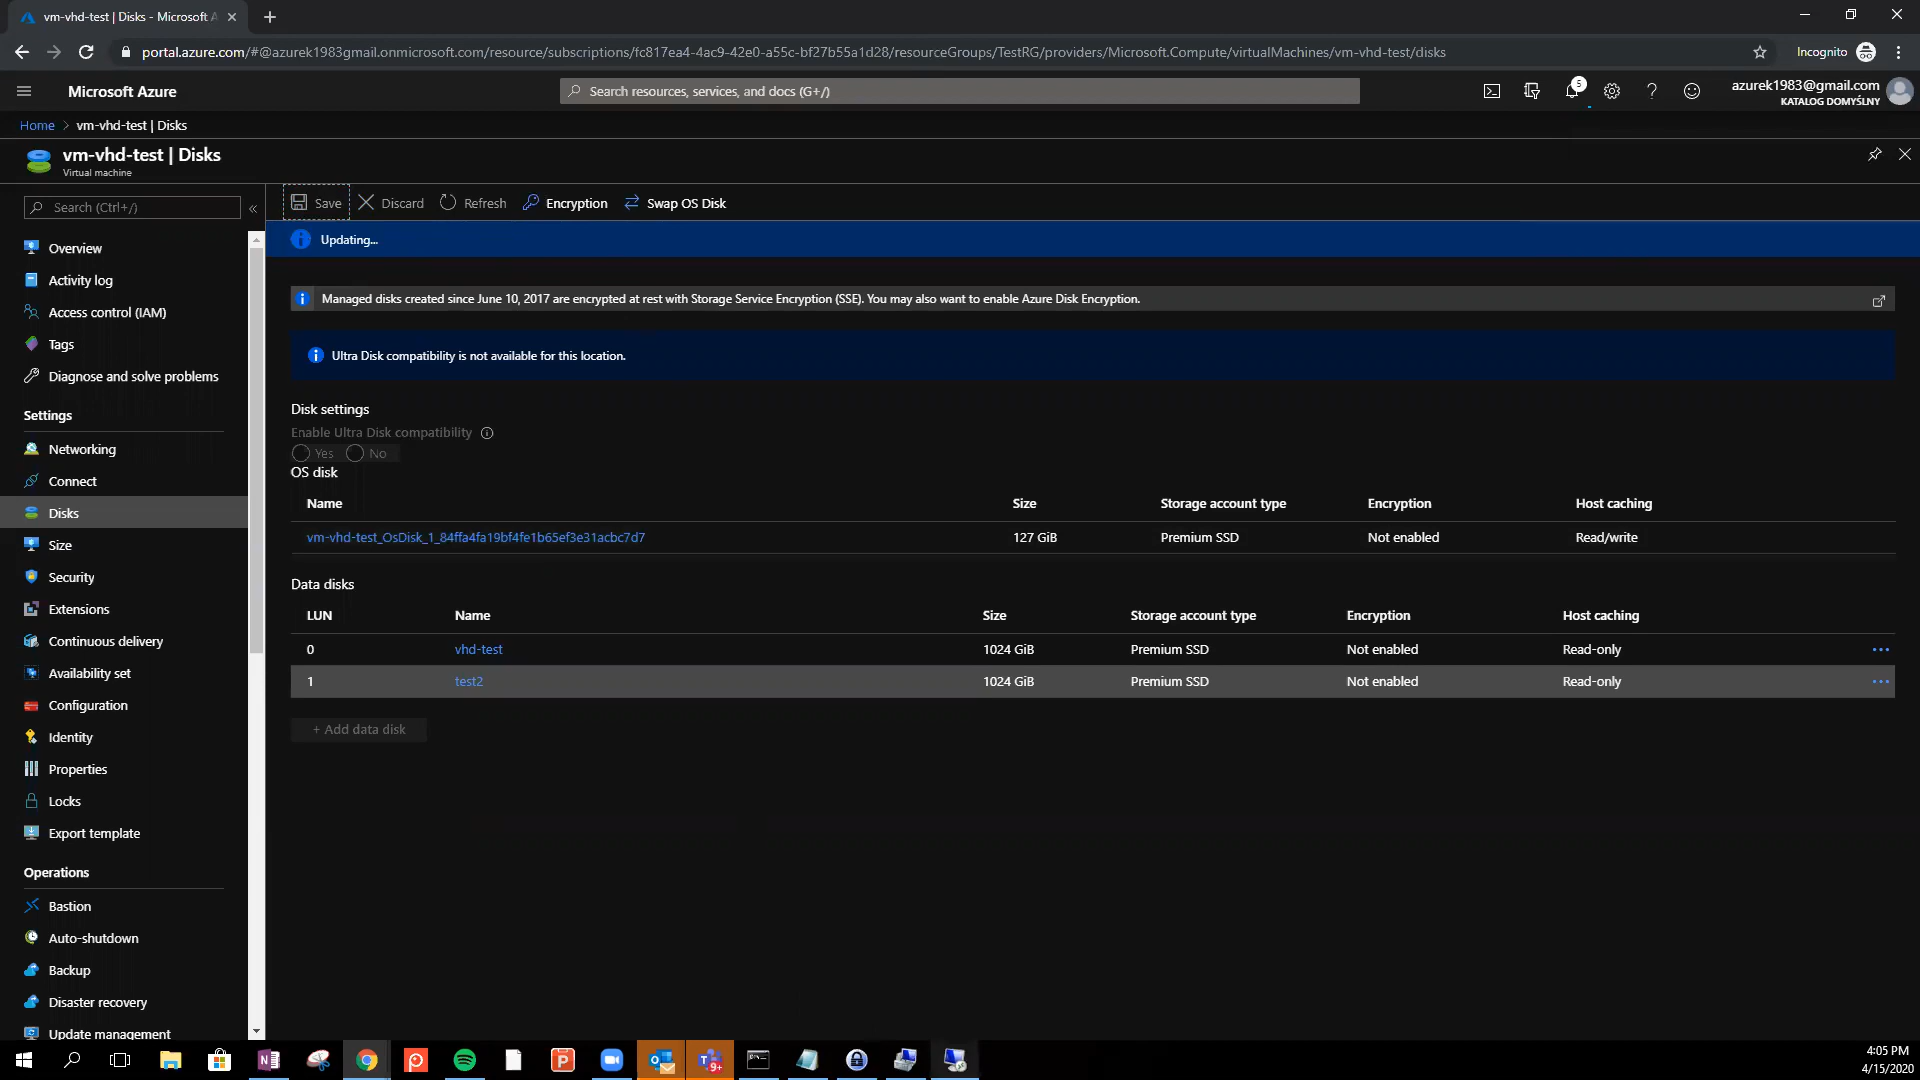 vm-vhd-test | Disks - Microsoft A
portal.azure.com/#@azurek1983gmail.onmicrosoft.com/resource/subscriptions/fc817ea4-4ac9-42e0-a55c-bf27b55a1d28/resourceGroups/TestRG/providers/Microsoft.Compute/virtualMachines/vm-vhd-test/disks
Incognito
Microsoft Azure
Search resources, services, and docs (G+/)
5
azurek1983@gmail.com
KATALOG DOMYŚLNY
Home > vm-vhd-test | Disks
vm-vhd-test | Disks
Virtual machine
Search (Ctrl+/)
Save
Discard
Refresh
Encryption
Swap OS Disk
Updating...
Overview
Activity log
Access control (IAM)
Tags
Diagnose and solve problems
Settings
Networking
Connect
Disks
Size
Security
Extensions
Continuous delivery
Availability set
Configuration
Identity
Properties
Locks
Export template
Operations
Bastion
Auto-shutdown
Backup
Disaster recovery
Update management
Managed disks created since June 10, 2017 are encrypted at rest with Storage Service Encryption (SSE). You may also want to enable Azure Disk Encryption.
Ultra Disk compatibility is not available for this location.
Disk settings
Enable Ultra Disk compatibility
Yes No
OS disk
Name Size Storage account type Encryption Host caching
vm-vhd-test_OsDisk_1_84ffa4fa19bf4fe1b65ef3e31acbc7d7 127 GiB Premium SSD Not enabled Read/write
Data disks
LUN Name Size Storage account type Encryption Host caching
0 vhd-test 1024 GiB Premium SSD Not enabled Read-only
1 test2 1024 GiB Premium SSD Not enabled Read-only
+ Add data disk
9+
4:05 PM
4/15/2020